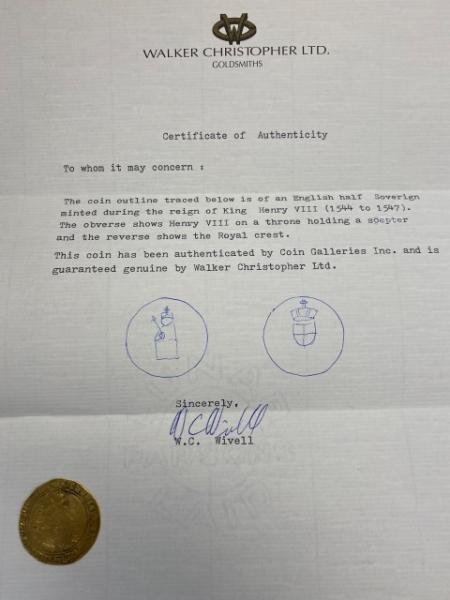 WALKER CHRISTOPHER LTD.
GOLDSMITHS
Certificate of Authenticity
To whom it may concern :
The coin outline traced below is of an English half Soverign
minted during the reign of King Henry VIII (1544 to 1547).
The obverse shows Henry VIII on a throne holding a scepter
and the reverse shows the Royal crest.
This coin has been authenticated by Coin Galleries Inc. and is
guaranteed genuine by Walker Christopher Ltd.
Sincerely,
WC Wivell
W.C. Wivell